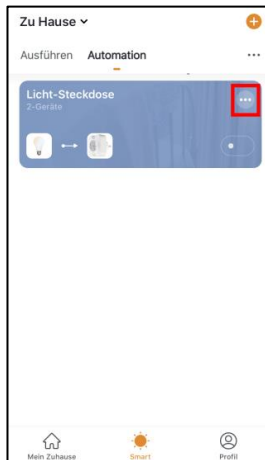 Zu Hause
Ausführen Automation
Licht-Steckdose
2-Geräte
Mein Zuhause Smart Profil